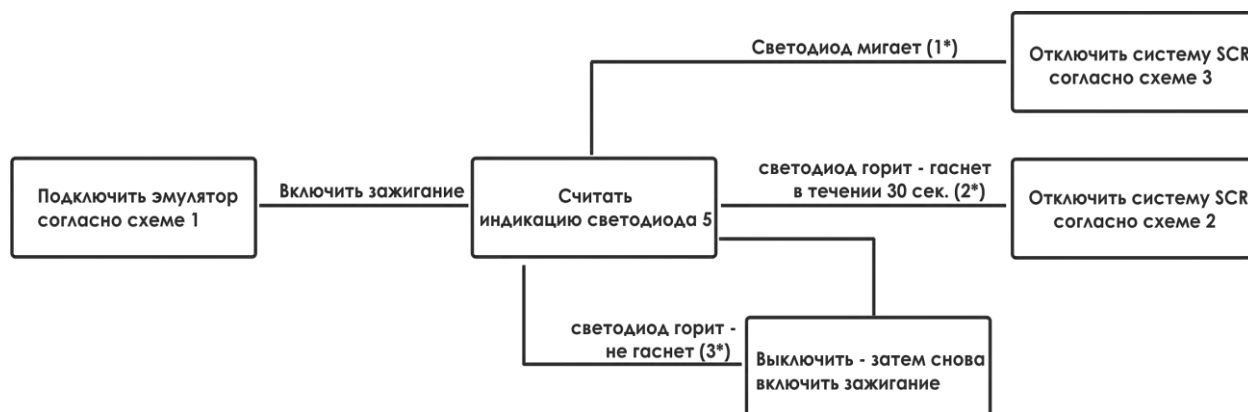 Светодиод мигает (1*)
Отключить систему SCR
согласно схеме 3
Подключить эмулятор
согласно схеме 1
Включить зажигание
Считать
индикацию светодиода 5
светодиод горит - гаснет
в течении 30 сек. (2*)
Отключить систему SCR
согласно схеме 2
светодиод горит -
не гаснет (3*)
Выключить - затем снова
включить зажигание